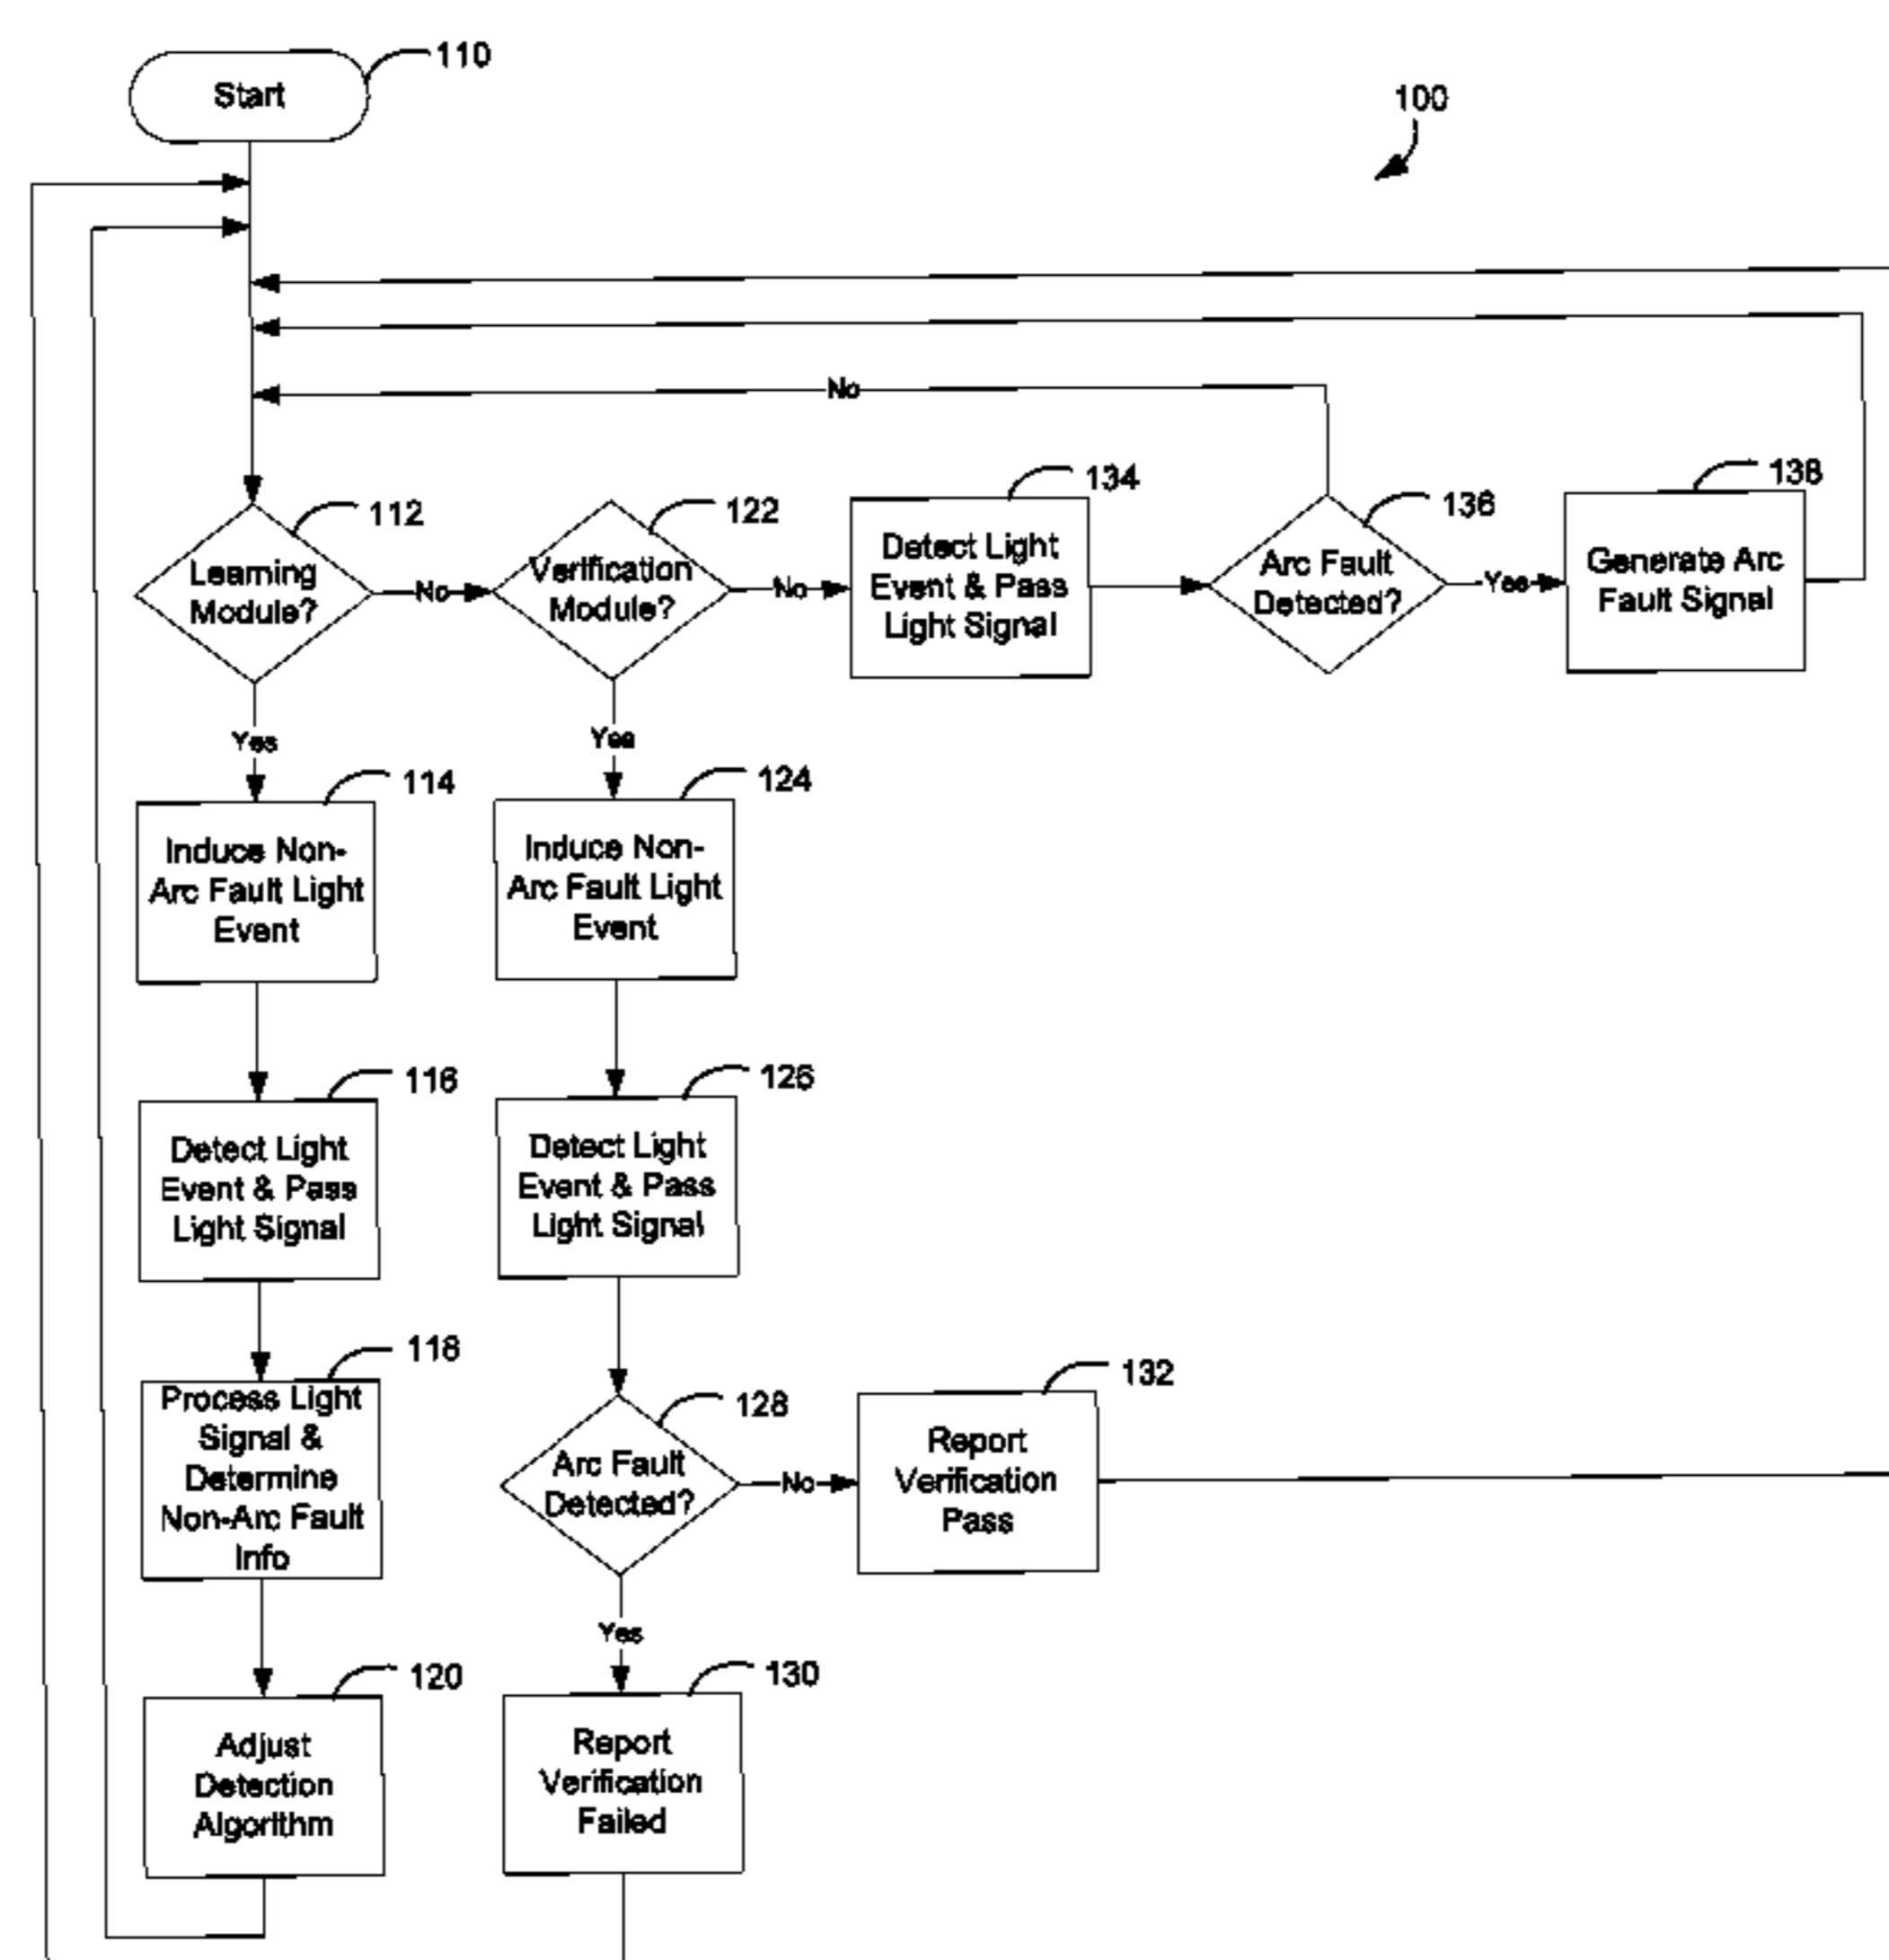 110
Start
100
No
112
Learning
Module?
No
122
Verification
Module?
No
134
Detect Light
Event & Pass
Light Signal
136
Arc Fault
Detected?
Yes
138
Generate Arc
Fault Signal
Yes
Yes
114
Induce Non-
Arc Fault Light
Event
124
Induce Non-
Arc Fault Light
Event
116
Detect Light
Event & Pass
Light Signal
126
Detect Light
Event & Pass
Light Signal
118
Process Light
Signal &
Determine
Non-Arc Fault
Info
128
Arc Fault
Detected?
No
132
Report
Verification
Pass
Yes
120
Adjust
Detection
Algorithm
130
Report
Verification
Failed